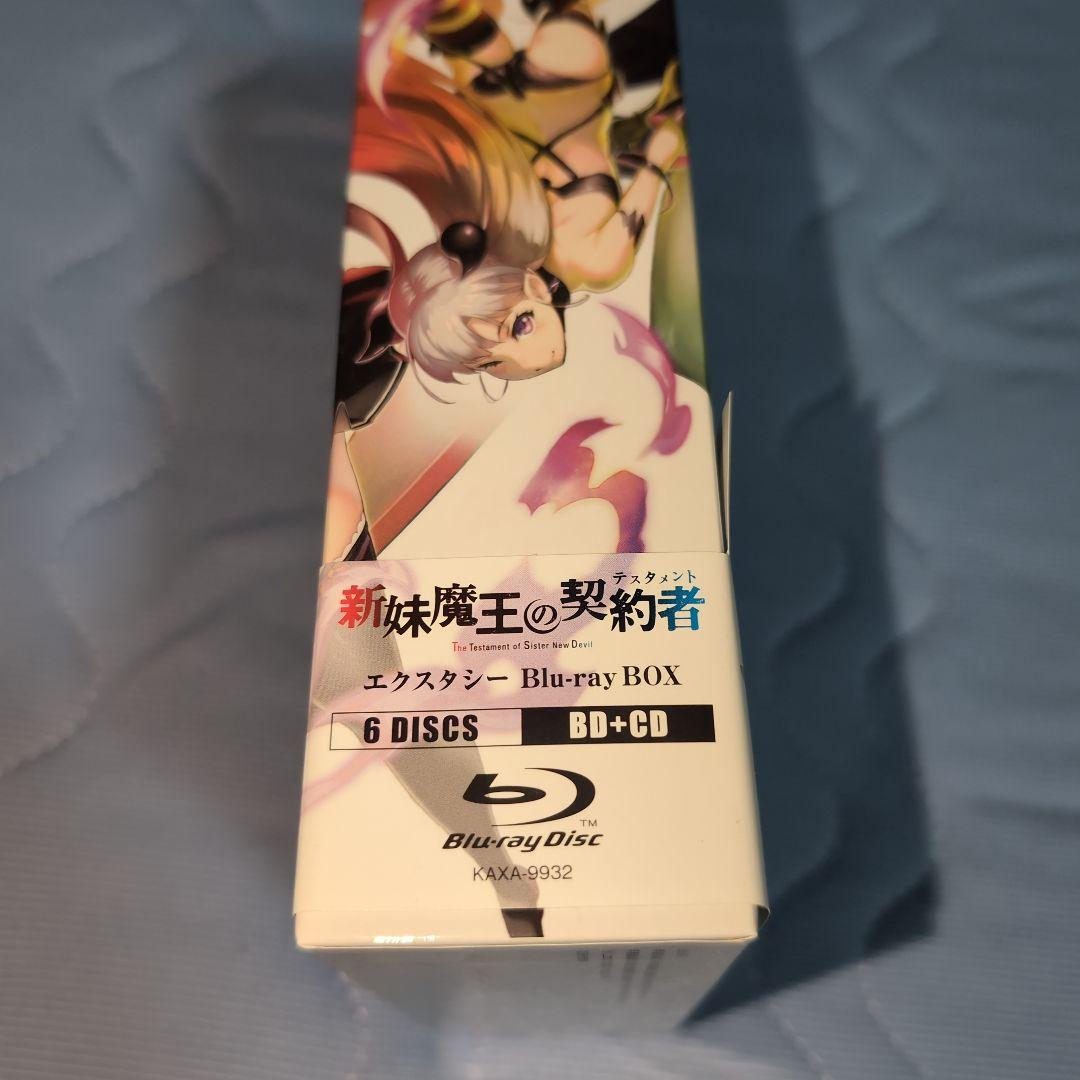 テスタメント
新妹魔王の契約者
The Testament of Sister New Devil
エクスタシー Blu-ray BOX
6 DISCS BD+CD
Blu-ray Disc TM
KAXA-9932